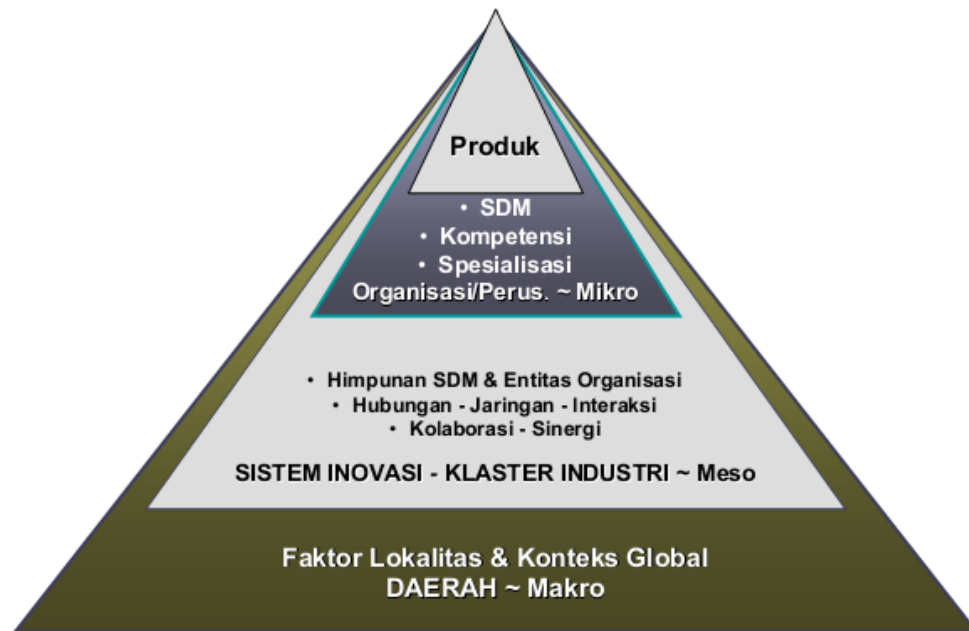 Produk
• SDM
• Kompetensi
• Spesialisasi
Organisasi/Perus. ~ Mikro
• Himpunan SDM & Entitas Organisasi
• Hubungan - Jaringan - Interaksi
• Kolaborasi - Sinergi
SISTEM INOVASI - KLASTER INDUSTRI ~ Meso
Faktor Lokalitas & Konteks Global
DAERAH ~ Makro